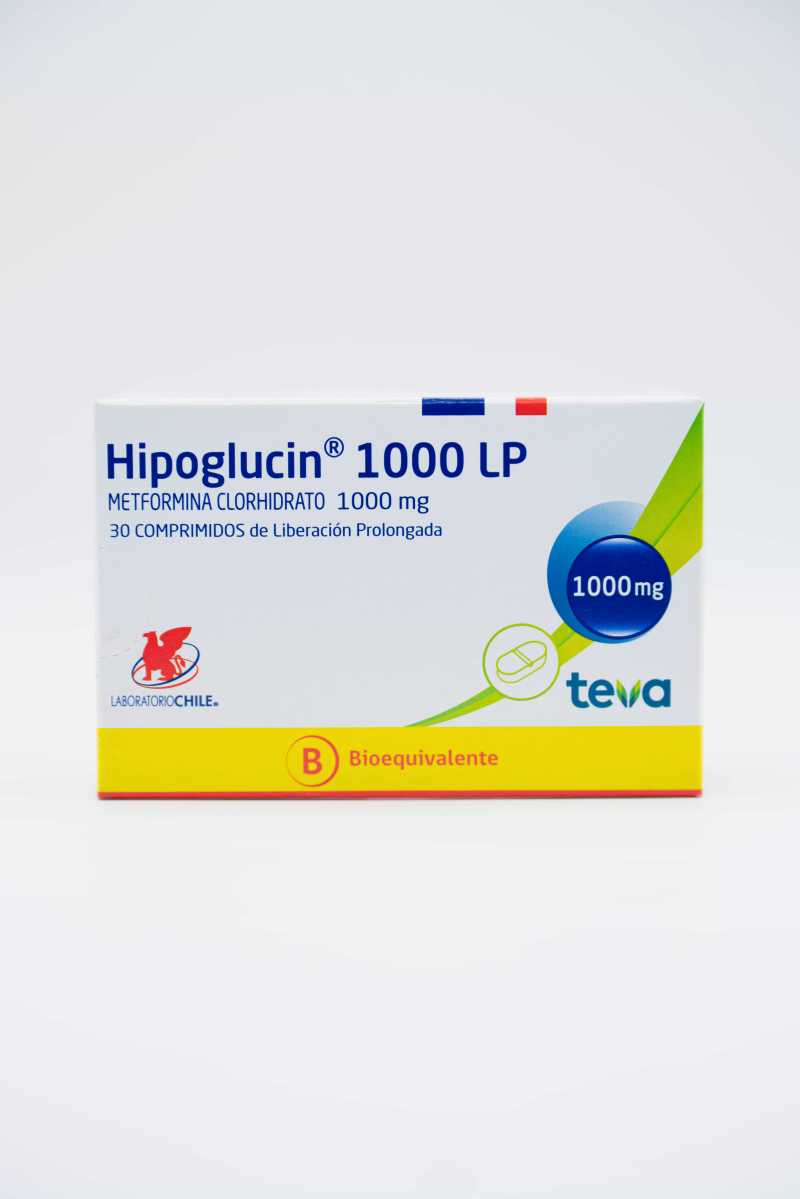 Hipoglucin® 1000 LP
METFORMINA CLORHIDRATO 1000 mg
30 COMPRIMIDOS de Liberación Prolongada
1000mg
LABORATORIOCHILE
teva
B Bioequivalente